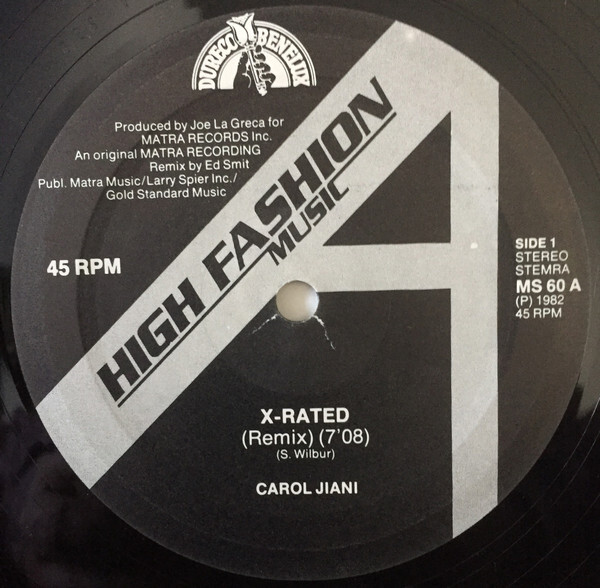 DURECO BENELUX
Produced by Joe La Greca for
MATRA RECORDS Inc.
An original MATRA RECORDING
Remix by Ed Smit
Publ. Matra Music/Larry Spier Inc./
Gold Standard Music
45 RPM
HIGH FASHION
MUSIC
SIDE 1
STEREO
STEMRA
MS 60 A
(P) 1982
45 RPM
X-RATED
(Remix) (7'08)
(S. Wilbur)
CAROL JIANI